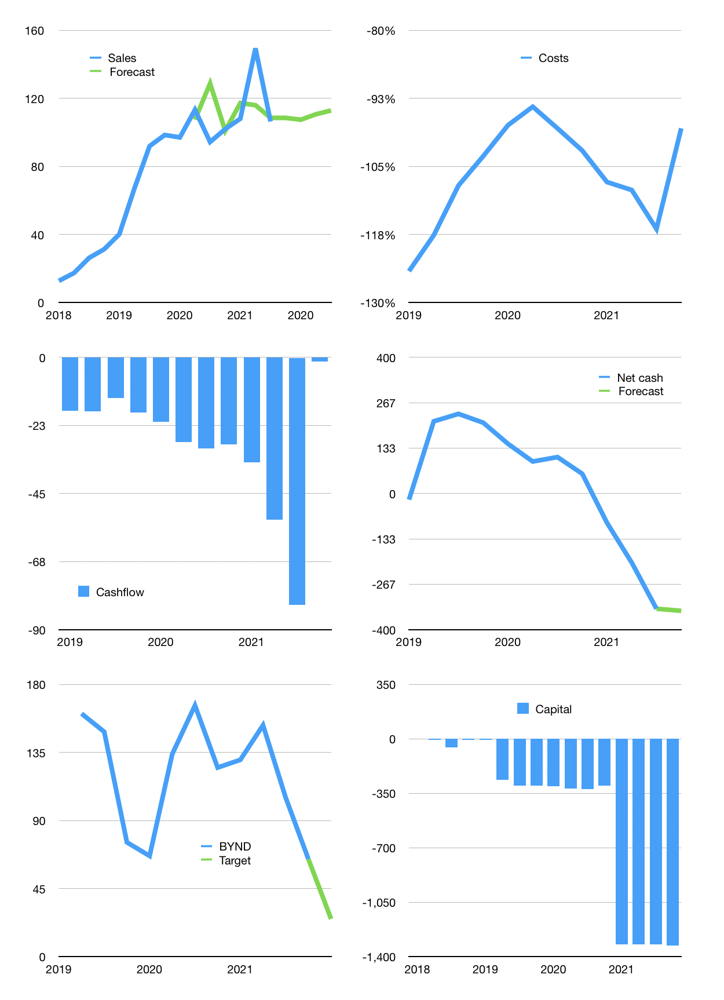 160
120
80
40
0
Sales
Forecast
2018 2019 2020 2021 2020
-80%
-93%
-105%
-118%
-130%
Costs
2019 2020 2021
0
-23
-45
-68
-90
Cashflow
2019 2020 2021
400
267
133
0
-133
-267
-400
Net cash
Forecast
2019 2020 2021
180
135
90
45
0
BYND
Target
2019 2020 2021
350
0
-350
-700
-1,050
-1,400
Capital
2018 2019 2020 2021